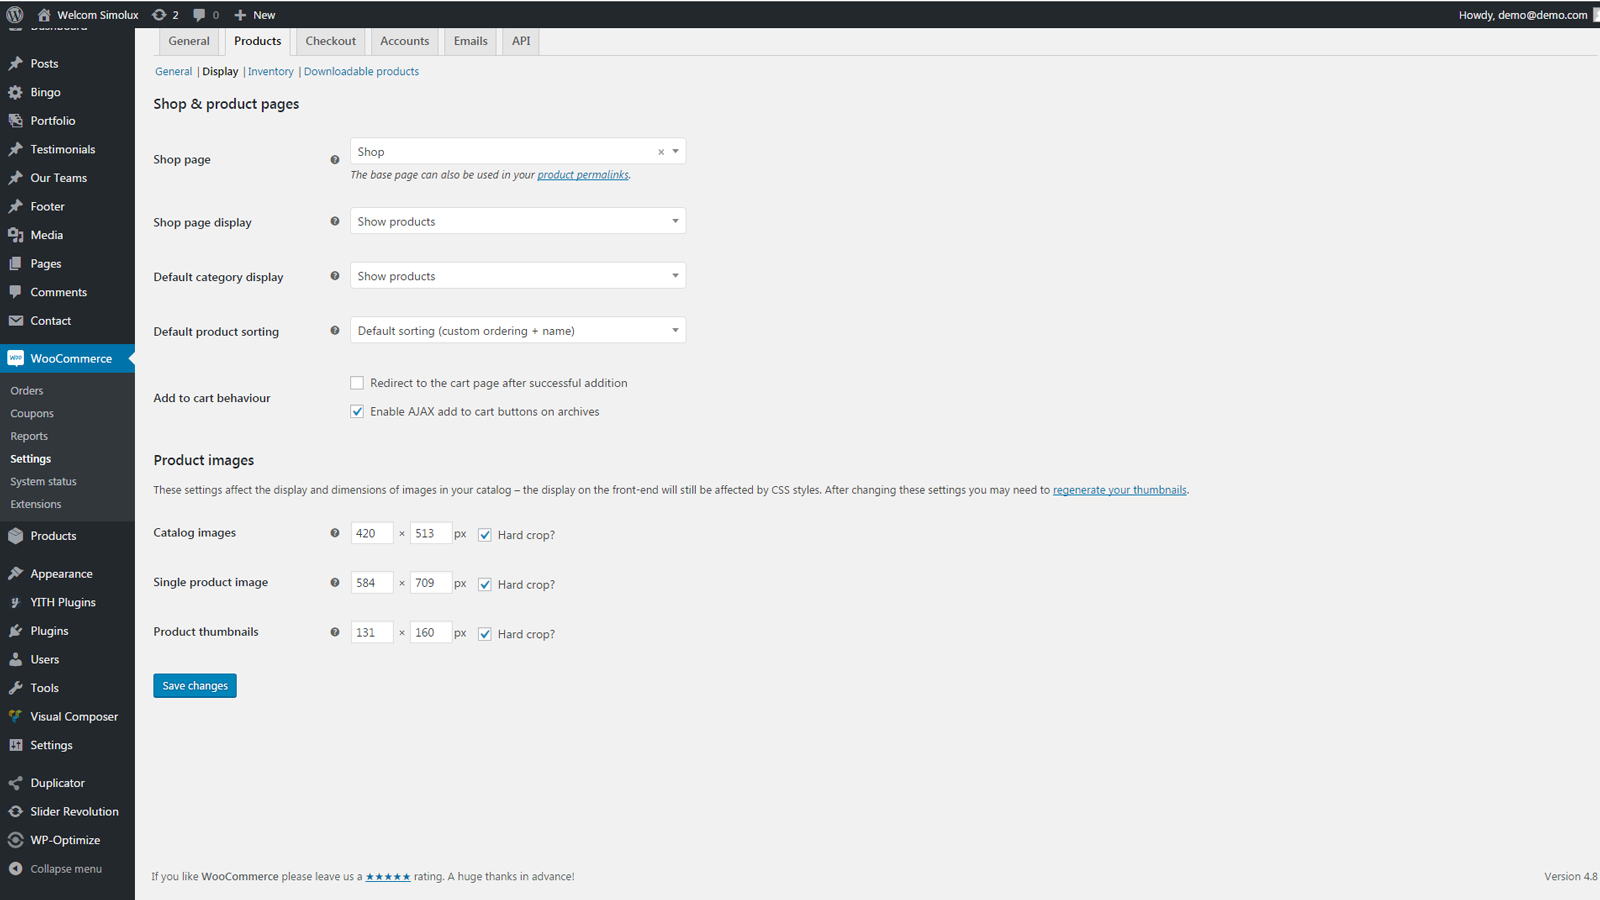 Welcom Simolux 2 0 New Howdy, demo@demo.com
Dashboard
Posts
Bingo
Portfolio
Testimonials
Our Teams
Footer
Media
Pages
Comments
Contact
WooCommerce
Orders
Coupons
Reports
Settings
System status
Extensions
Products
Appearance
YITH Plugins
Plugins
Users
Tools
Visual Composer
Settings
Duplicator
Slider Revolution
WP-Optimize
Collapse menu
General Products Checkout Accounts Emails API
General | Display | Inventory | Downloadable products
Shop & product pages
Shop page ? Shop × 
The base page can also be used in your product permalinks.
Shop page display ? Show products
Default category display ? Show products
Default product sorting ? Default sorting (custom ordering + name)
Add to cart behaviour
Redirect to the cart page after successful addition
Enable AJAX add to cart buttons on archives
Product images
These settings affect the display and dimensions of images in your catalog – the display on the front-end will still be affected by CSS styles. After changing these settings you may need to regenerate your thumbnails.
Catalog images ? 420 × 513 px Hard crop?
Single product image ? 584 × 709 px Hard crop?
Product thumbnails ? 131 × 160 px Hard crop?
Save changes
If you like WooCommerce please leave us a ★★★★★ rating. A huge thanks in advance!
Version 4.8